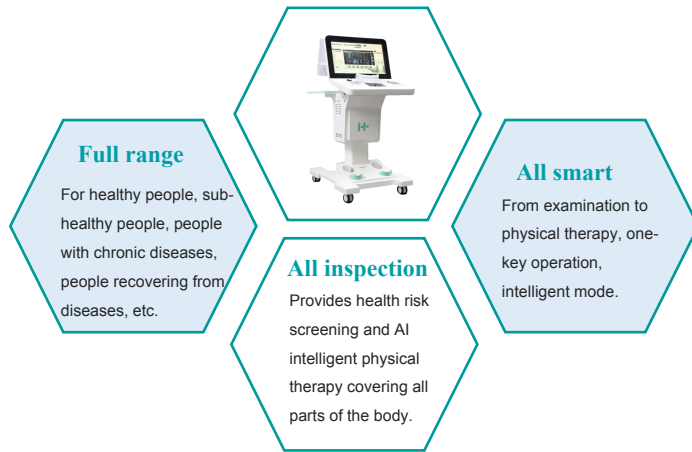 Full range
For healthy people, sub-
healthy people, people
with chronic diseases,
people recovering from
diseases, etc.
All inspection
Provides health risk
screening and AI
intelligent physical
therapy covering all
parts of the body.
All smart
From examination to
physical therapy, one-
key operation,
intelligent mode.